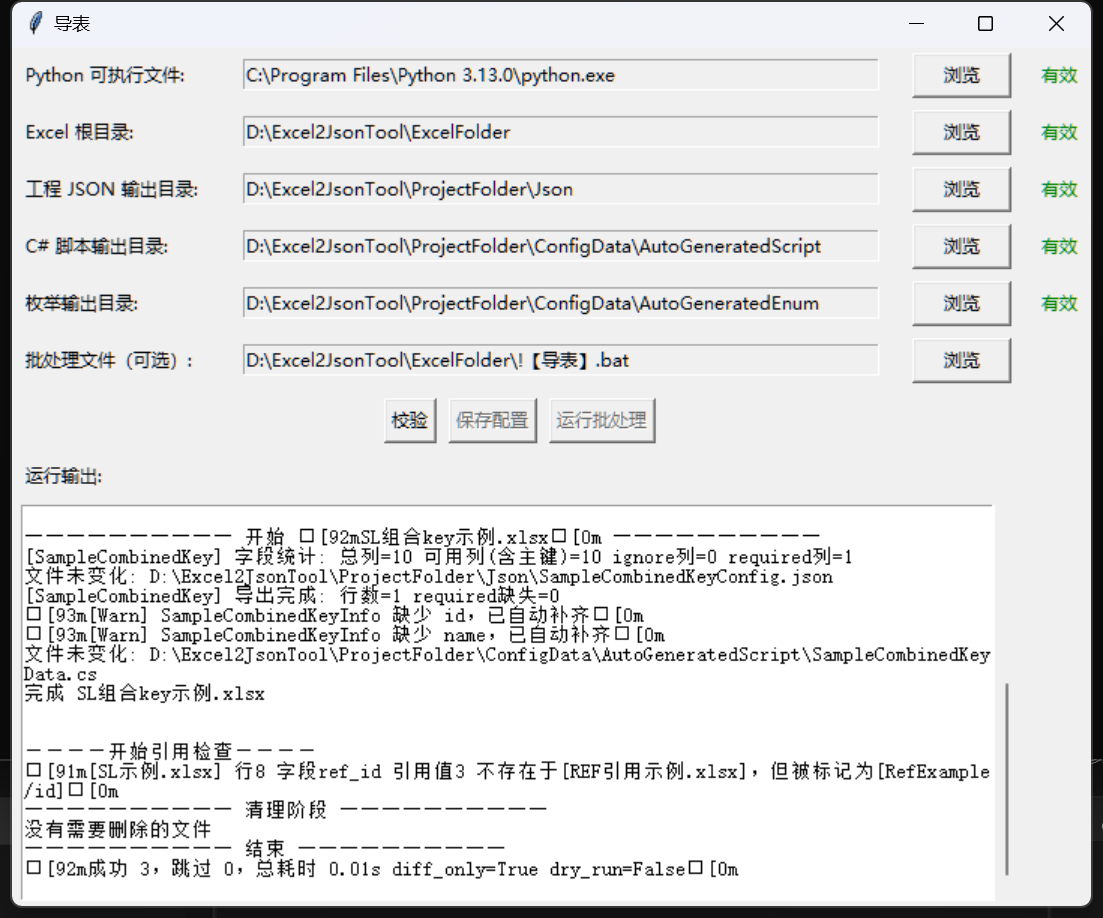 导表
Python 可执行文件: C:\Program Files\Python 3.13.0\python.exe 浏览 有效
Excel 根目录: D:\Excel2JsonTool\ExcelFolder 浏览 有效
工程 JSON 输出目录: D:\Excel2JsonTool\ProjectFolder\Json 浏览 有效
C# 脚本输出目录: D:\Excel2JsonTool\ProjectFolder\ConfigData\AutoGeneratedScript 浏览 有效
枚举输出目录: D:\Excel2JsonTool\ProjectFolder\ConfigData\AutoGeneratedEnum 浏览 有效
批处理文件（可选）: D:\Excel2JsonTool\ExcelFolder\!【导表】.bat 浏览
校验 保存配置 运行批处理
运行输出:
—————————— 开始 □[92mSL组合key示例.xlsx□[0m ——————————
[SampleCombinedKey] 字段统计: 总列=10 可用列(含主键)=10 ignore列=0 required列=1
文件未变化: D:\Excel2JsonTool\ProjectFolder\Json\SampleCombinedKeyConfig.json
[SampleCombinedKey] 导出完成: 行数=1 required缺失=0
□[93m[Warn] SampleCombinedKeyInfo 缺少 id，已自动补齐□[0m
□[93m[Warn] SampleCombinedKeyInfo 缺少 name，已自动补齐□[0m
文件未变化: D:\Excel2JsonTool\ProjectFolder\ConfigData\AutoGeneratedScript\SampleCombinedKey
Data.cs
完成 SL组合key示例.xlsx
————开始引用检查————
□[91m[SL示例.xlsx] 行8 字段ref_id 引用值3 不存在于[REF引用示例.xlsx]，但被标记为[RefExample
/id]□[0m
—————————— 清理阶段 ——————————
没有需要删除的文件
—————————— 结束 ——————————
□[92m成功 3，跳过 0，总耗时 0.01s diff_only=True dry_run=False□[0m